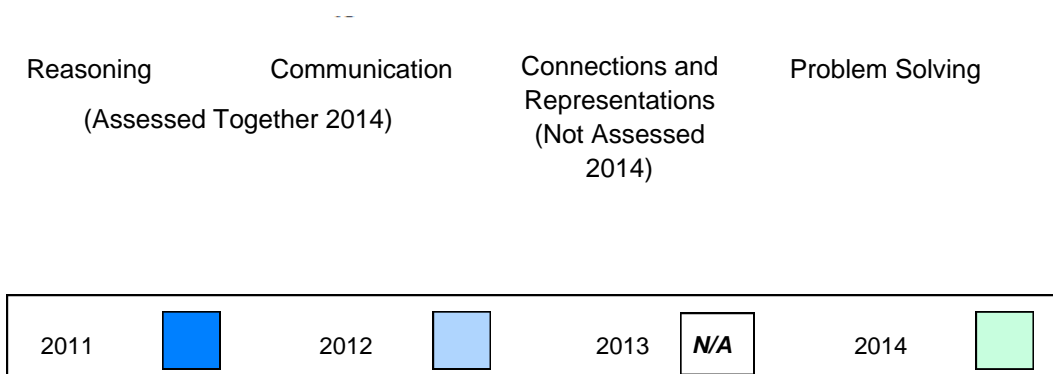 Reasoning
Communication
(Assessed Together 2014)
Connections and
Representations
(Not Assessed
2014)
Problem Solving
2011
2012
2013
N/A
2014